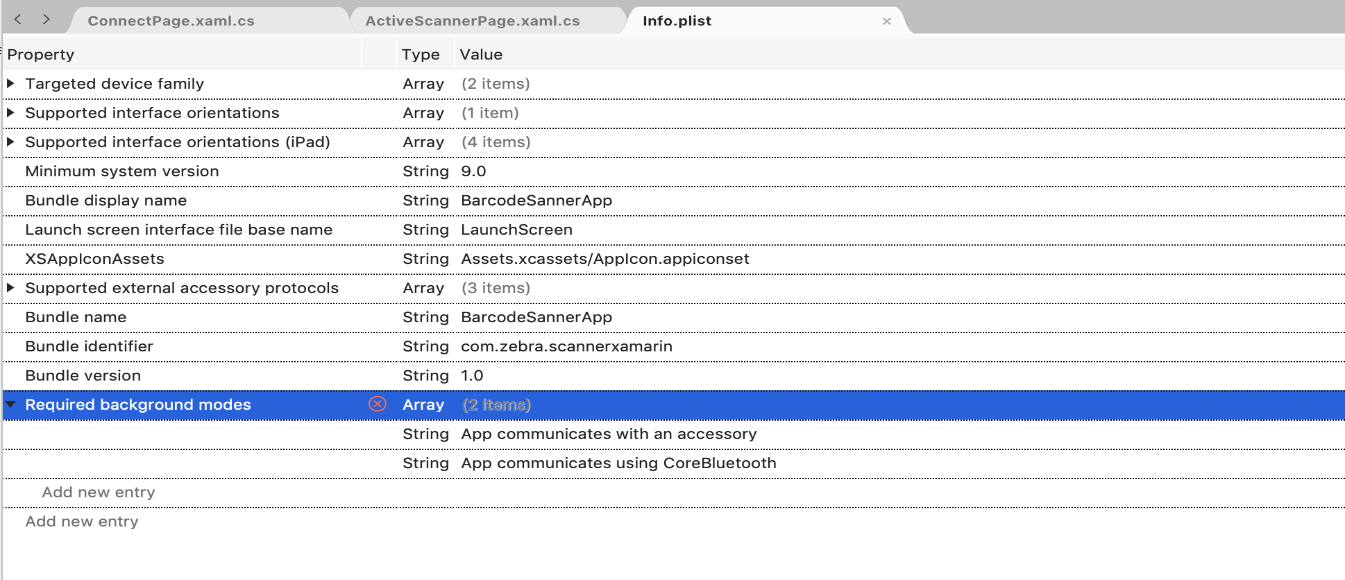 ConnectPage.xaml.cs ActiveScannerPage.xaml.cs Info.plist
Property Type Value
Targeted device family Array (2 items)
Supported interface orientations Array (1 item)
Supported interface orientations (iPad) Array (4 items)
Minimum system version String 9.0
Bundle display name String BarcodeSannerApp
Launch screen interface file base name String LaunchScreen
XSAppIconAssets String Assets.xcassets/AppIcon.appiconset
Supported external accessory protocols Array (3 items)
Bundle name String BarcodeSannerApp
Bundle identifier String com.zebra.scannerxamarin
Bundle version String 1.0
Required background modes Array (2 items)
String App communicates with an accessory
String App communicates using CoreBluetooth
Add new entry
Add new entry